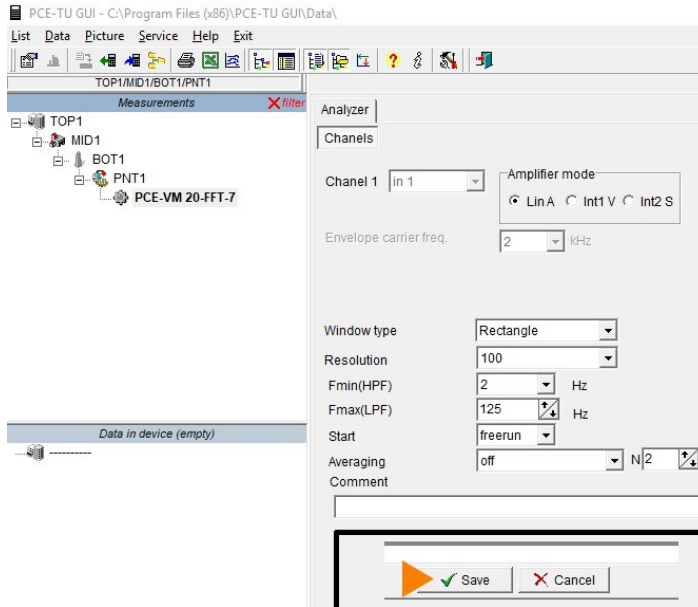 PCE-TU GUI - C:\Program Files (x86)\PCE-TU GUI\Data\
List Data Picture Service Help Exit
TOP1/MID1/BOT1/PNT1
Measurements
filter
TOP1
MID1
BOT1
PNT1
PCE-VM 20-FFT-7
Data in device (empty)
----------
Analyzer
Chanels
Chanel 1 in 1
Amplifier mode
Lin A Int1 V Int2 S
Envelope carrier freq. 2 kHz
Window type Rectangle
Resolution 100
Fmin(HPF) 2 Hz
Fmax(LPF) 125 Hz
Start freerun
Averaging off N 2
Comment
Save Cancel